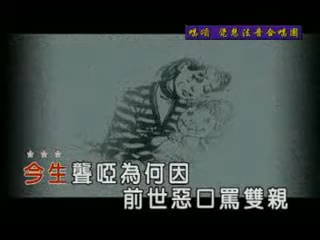 唱頌 慈慧法音合唱團
今生聾啞為何因
前世惡口罵雙親